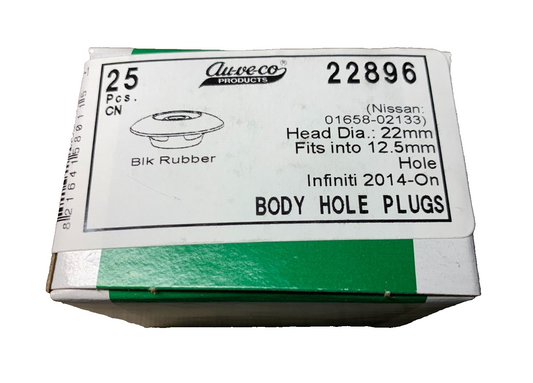 25
Pcs.
CN
Au-ve-co®
PRODUCTS
22896
(Nissan:
01658-02133)
Head Dia.: 22mm
Fits into 12.5mm
Hole
Infiniti 2014-On
Blk Rubber
BODY HOLE PLUGS